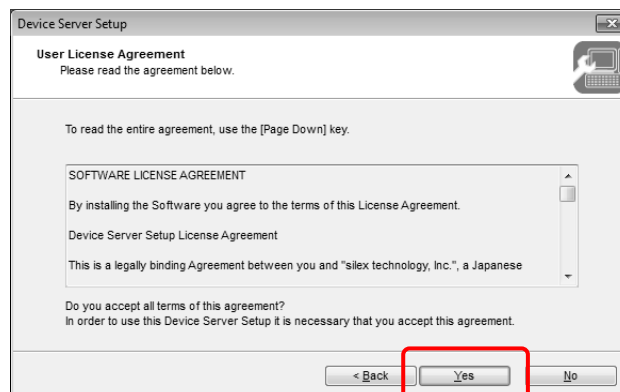 Device Server Setup
User License Agreement
Please read the agreement below.
To read the entire agreement, use the [Page Down] key.
SOFTWARE LICENSE AGREEMENT
By installing the Software you agree to the terms of this License Agreement.
Device Server Setup License Agreement
This is a legally binding Agreement between you and "silex technology, Inc.", a Japanese
Do you accept all terms of this agreement?
In order to use this Device Server Setup it is necessary that you accept this agreement.
< Back Yes No